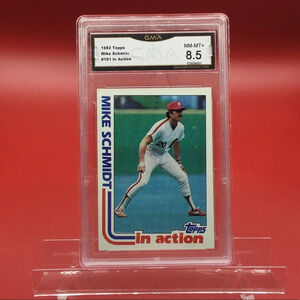 GMA
1982 Topps
Mike Schmidt
#101 In Action
NM-MT+
8.5
MIKE SCHMIDT
20
TOPPS
in action